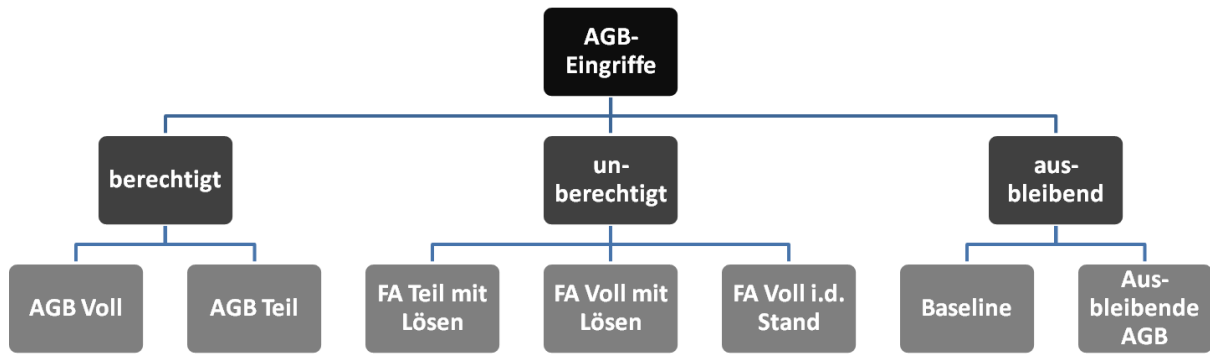 AGB-
Eingriffe
berechtigt
un-
berechtigt
aus-
bleibend
AGB Voll
AGB Teil
FA Teil mit
Lösen
FA Voll mit
Lösen
FA Voll i.d.
Stand
Baseline
Aus-
bleibende
AGB